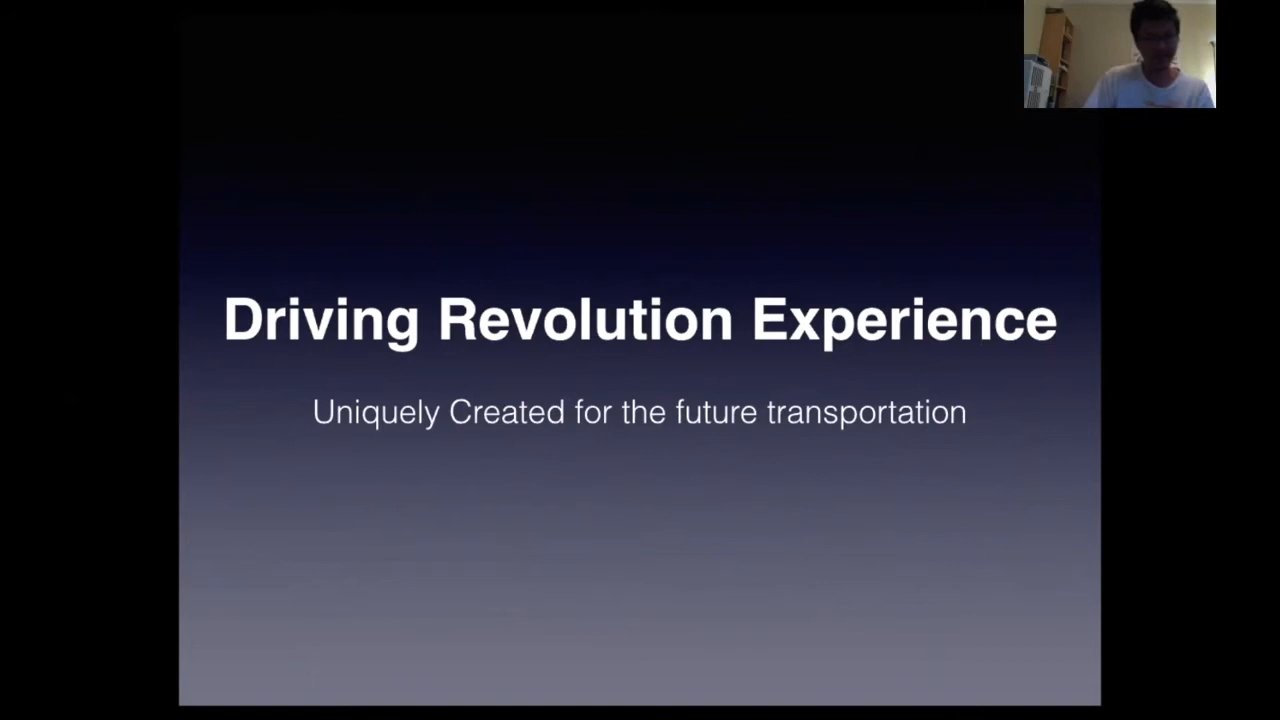 Driving Revolution Experience
Uniquely Created for the future transportation